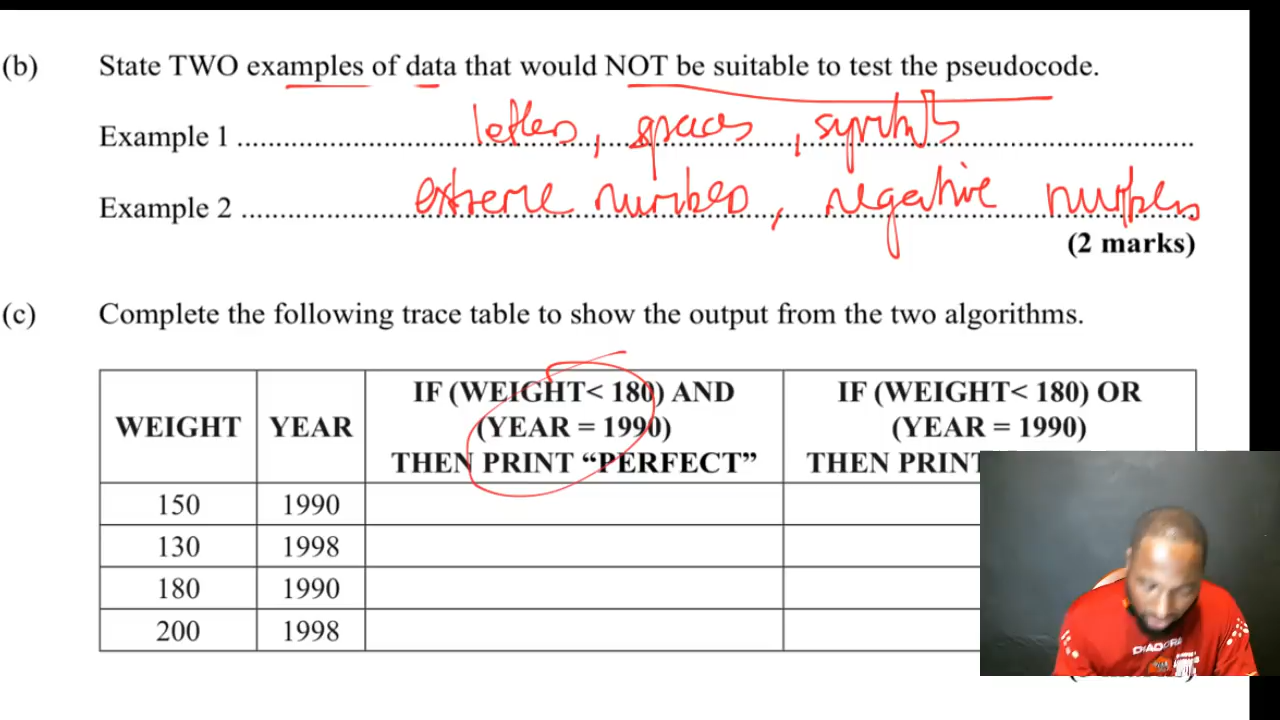 (b) State TWO examples of data that would NOT be suitable to test the pseudocode.
Example 1 letters, spaces, symbols
Example 2 extreme numbers, negative numbers
(2 marks)
(c) Complete the following trace table to show the output from the two algorithms.
WEIGHT YEAR IF (WEIGHT< 180) AND (YEAR = 1990) THEN PRINT “PERFECT” IF (WEIGHT< 180) OR (YEAR = 1990) THEN PRINT
150 1990
130 1998
180 1990
200 1998
DIADORA